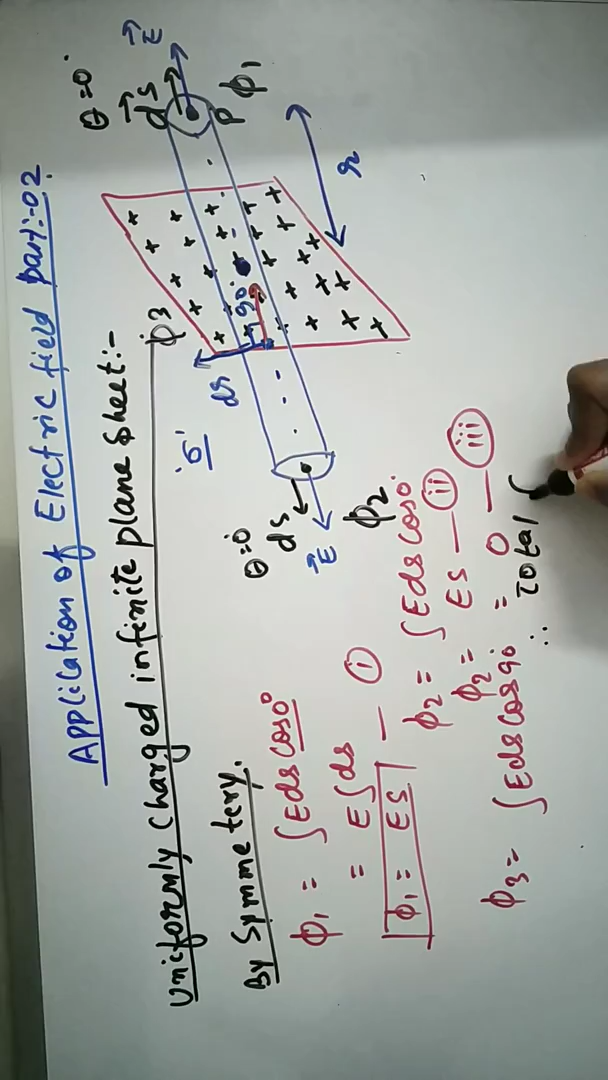 Application of Electric field part:-02
Uniformly charged infinite plane sheet:-
By Symmetery.
ϕ1 = ∫Eds cos0°
= E∫ds
ϕ1 = ES — (i)
ϕ2 = ∫Eds cos0°
ϕ2 = ES — (ii)
ϕ3 = ∫Eds cos90 = 0 — (iii)
∴ Total
'σ'
ds
90°
ϕ3
θ=0
ds
E
ϕ2
θ=0°
ds
E
P
ϕ1
r